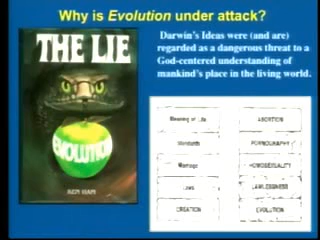 Why is Evolution under attack?
THE LIE
EVOLUTION
KEN HAM
Darwin's Ideas were (and are)
regarded as a dangerous threat to a
God-centered understanding of
mankind's place in the living world.
Meaning of Life
ABORTION
Standards
PORNOGRAPHY
Marriage
HOMOSEXUALITY
Laws
LAWLESSNESS
CREATION
EVOLUTION